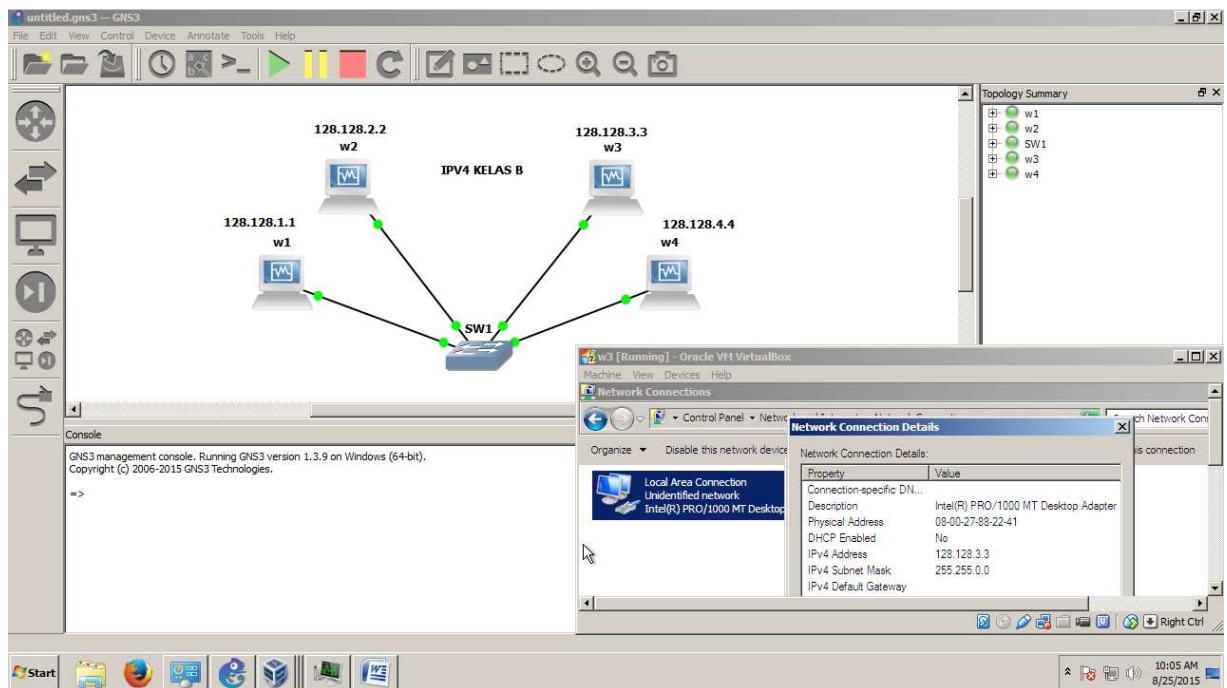 untitled.gns3 — GNS3
File Edit View Control Device Annotate Tools Help
128.128.2.2
w2
128.128.3.3
w3
IPV4 KELAS B
128.128.1.1
w1
128.128.4.4
w4
SW1
Topology Summary
w1
w2
SW1
w3
w4
Console
GNS3 management console. Running GNS3 version 1.3.9 on Windows (64-bit).
Copyright (c) 2006-2015 GNS3 Technologies.
=>
w3 [Running] - Oracle VM VirtualBox
Machine View Devices Help
Network Connections
Control Panel
Organize Disable this network device
is connection
Local Area Connection
Unidentified network
Intel(R) PRO/1000 MT Desktop
Network Connection Details
Network Connection Details:
Property Value
Connection-specific DN...
Description Intel(R) PRO/1000 MT Desktop Adapter
Physical Address 08-00-27-88-22-41
DHCP Enabled No
IPv4 Address 128.128.3.3
IPv4 Subnet Mask 255.255.0.0
IPv4 Default Gateway
Right Ctrl
Start
10:05 AM
8/25/2015